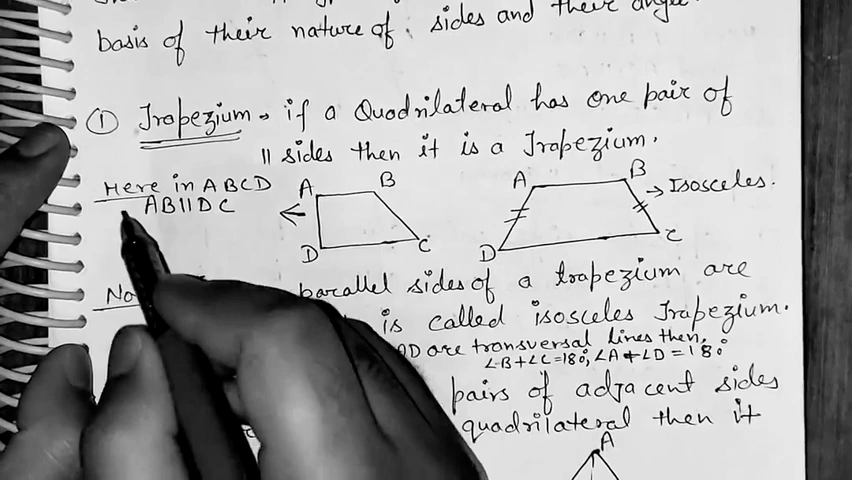 basis of their nature of. sides and their angle
① Trapezium → if a Quadrilateral has one pair of
|| sides then it is a Trapezium.
Here in ABCD
AB||DC
A B
D C
A B → Isosceles.
D C
parallel sides of a trapezium are
is called isosceles Trapezium.
AD are transversal lines then,
∠B+∠C=180°, ∠A+∠D=180°
pairs of adjacent sides
quadrilateral then it
A